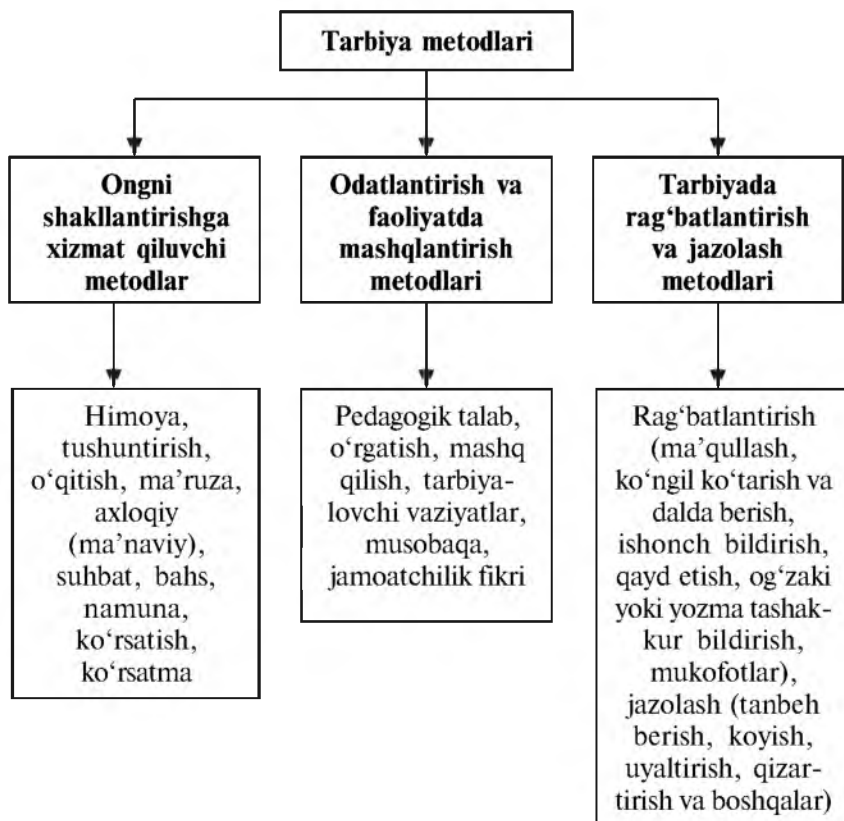 Tarbiya metodlari
Ongni
shakllantirishga
xizmat qiluvchi
metodlar
Odatlantirish va
faoliyatda
mashqlantirish
metodlari
Tarbiyada
rag‘batlantirish
va jazolash
metodlari
Himoya,
tushuntirish,
o‘qitish, ma’ruza,
axloqiy
(ma’naviy),
suhbat, bahs,
namuna,
ko‘rsatish,
ko‘rsatma
Pedagogik talab,
o‘rgatish, mashq
qilish, tarbiya-
lovchi vaziyatlar,
musobaqa,
jamoatchilik fikri
Rag‘batlantirish
(ma’qullash,
ko‘ngil ko‘tarish va
dalda berish,
ishonch bildirish,
qayd etish, og‘zaki
yoki yozma tashak-
kur bildirish,
mukofotlar),
jazolash (tanbeh
berish, koyish,
uyaltirish, qizar-
tirish va boshqalar)